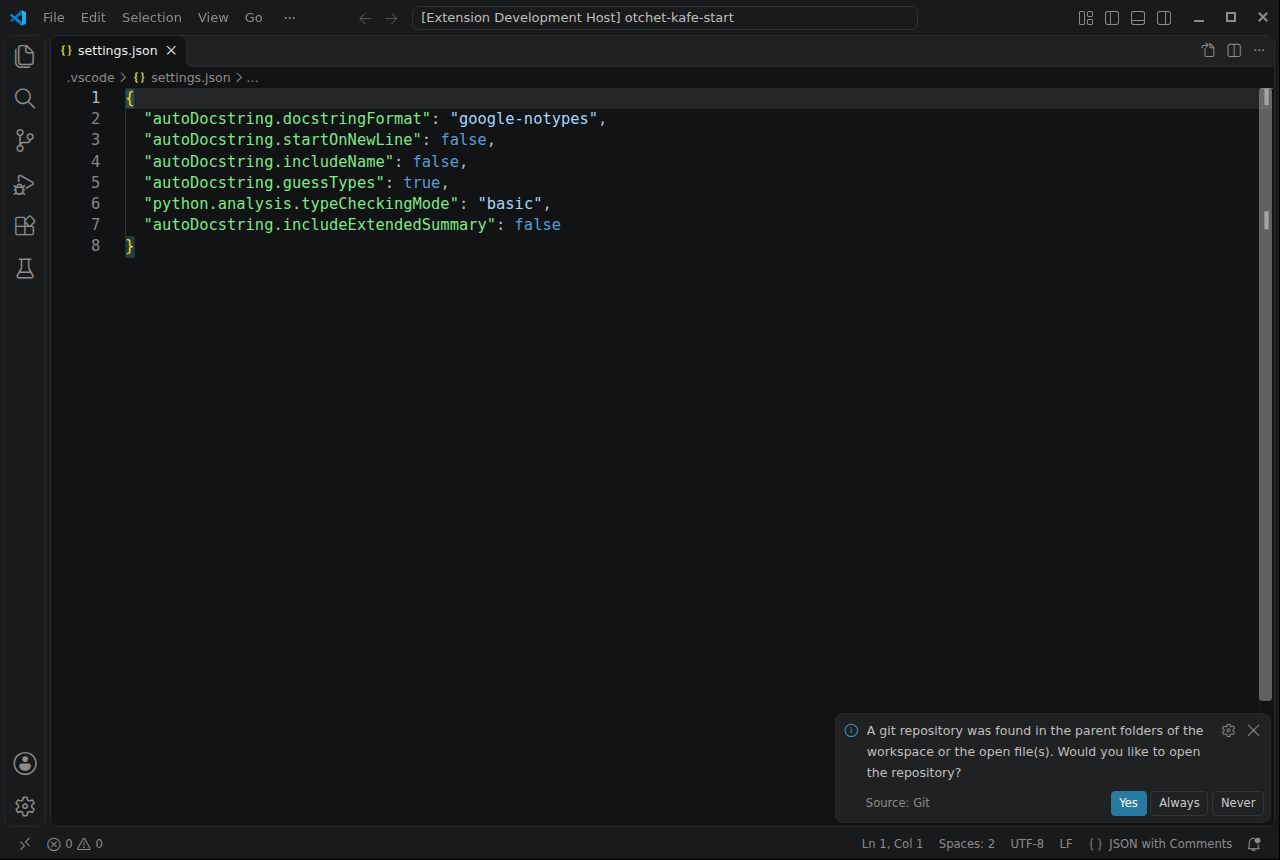 File Edit Selection View Go ··· [Extension Development Host] otchet-kafe-start
{} settings.json
.vscode > {} settings.json > ...
1 {
2   "autoDocstring.docstringFormat": "google-notypes",
3   "autoDocstring.startOnNewLine": false,
4   "autoDocstring.includeName": false,
5   "autoDocstring.guessTypes": true,
6   "python.analysis.typeCheckingMode": "basic",
7   "autoDocstring.includeExtendedSummary": false
8 }
A git repository was found in the parent folders of the
workspace or the open file(s). Would you like to open
the repository?
Source: Git Yes Always Never
0 0 Ln 1, Col 1 Spaces: 2 UTF-8 LF { } JSON with Comments